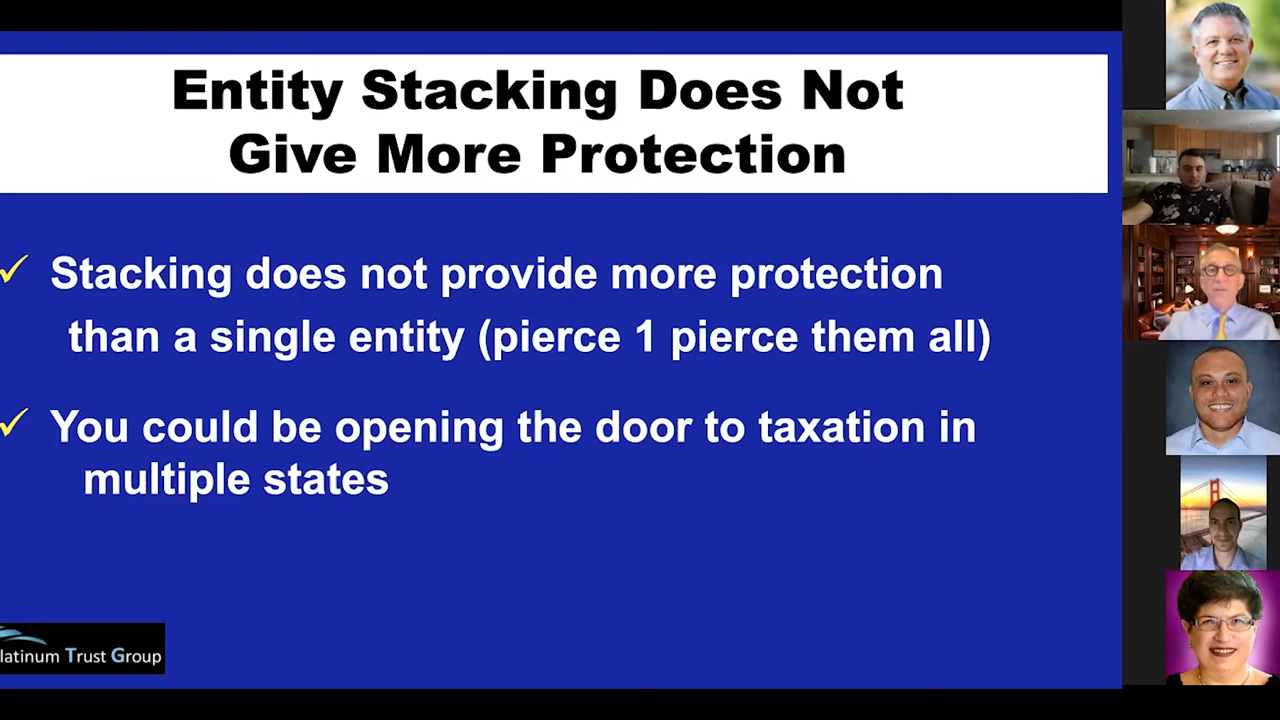 Entity Stacking Does Not
Give More Protection
✓ Stacking does not provide more protection
than a single entity (pierce 1 pierce them all)
✓ You could be opening the door to taxation in
multiple states
latinum Trust Group